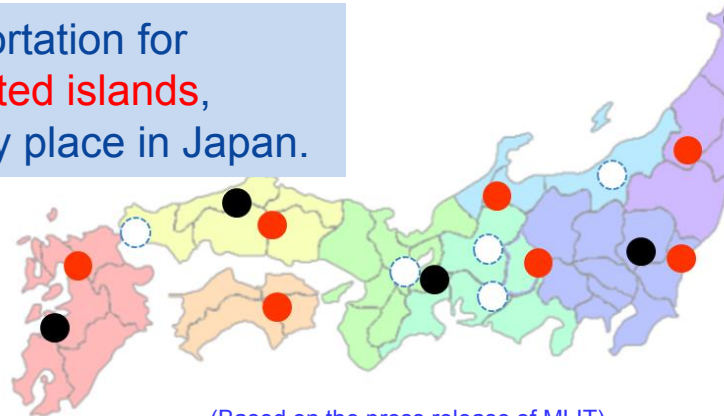 ortation for
ted islands,
y place in Japan.
(Based on the press release of MLIT)